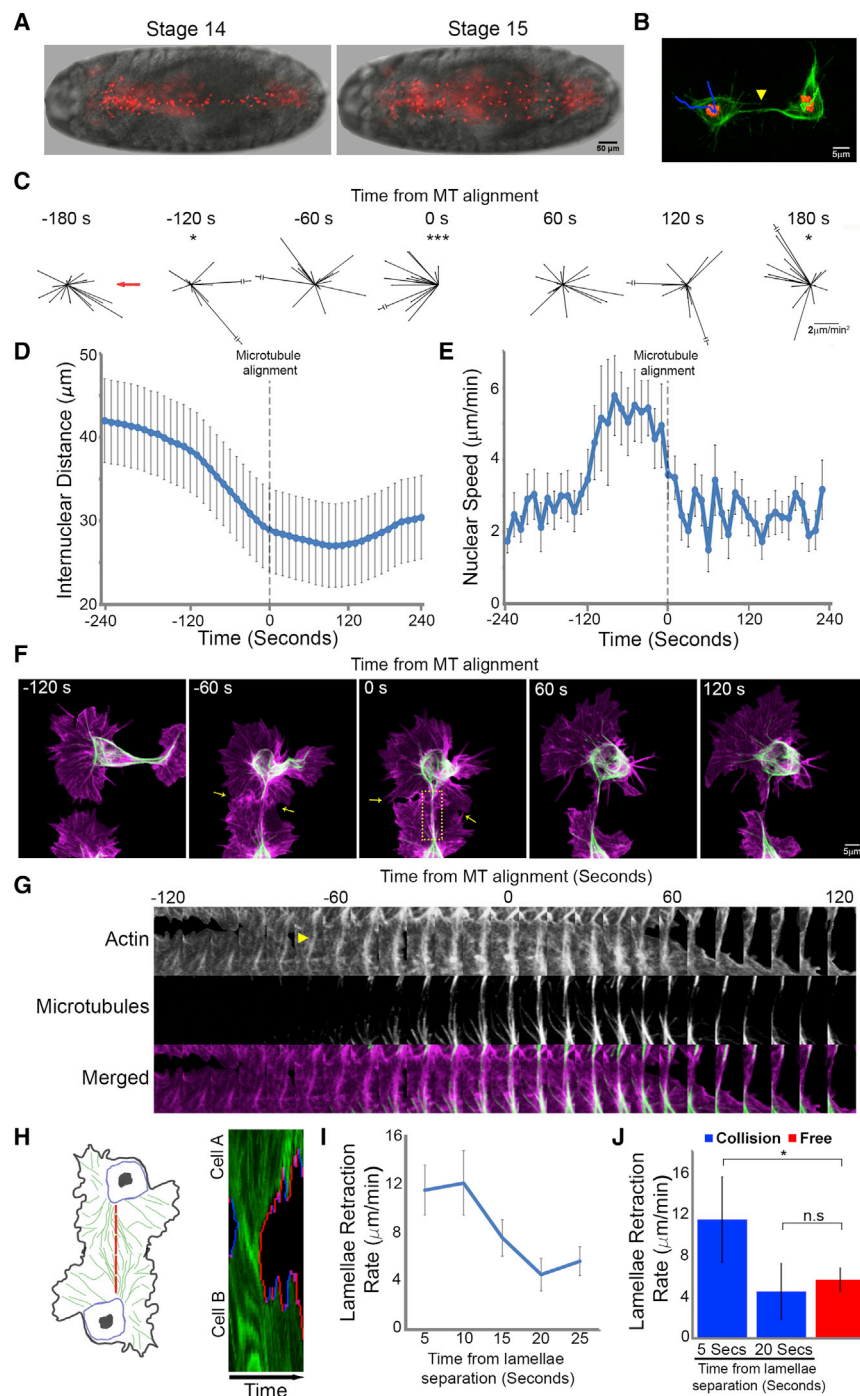 A
Stage 14
Stage 15
50 μm
B
5μm
C
Time from MT alignment
-180 s -120 s -60 s 0 s 60 s 120 s 180 s
* *** *
2μm/min²
D
Microtubule
alignment
Internuclear Distance (μm)
50
40
30
20
-240 -120 0 120 240
Time (Seconds)
E
Microtubule
alignment
Nuclear Speed (μm/min)
6
4
2
0
-240 -120 0 120 240
Time (Seconds)
F
Time from MT alignment
-120 s -60 s 0 s 60 s 120 s
5μm
G
Time from MT alignment (Seconds)
-120 -60 0 60 120
Actin
Microtubules
Merged
H
Cell A
Cell B
Time
I
Lamellae Retraction
Rate (μm/min)
16
12
8
4
0
5 10 15 20 25
Time from lamellae
separation (Seconds)
J
Collision Free
*
n.s
Lamellae Retraction
Rate (μm/min)
16
12
8
4
0
5 Secs 20 Secs
Time from lamellae
separation (Seconds)